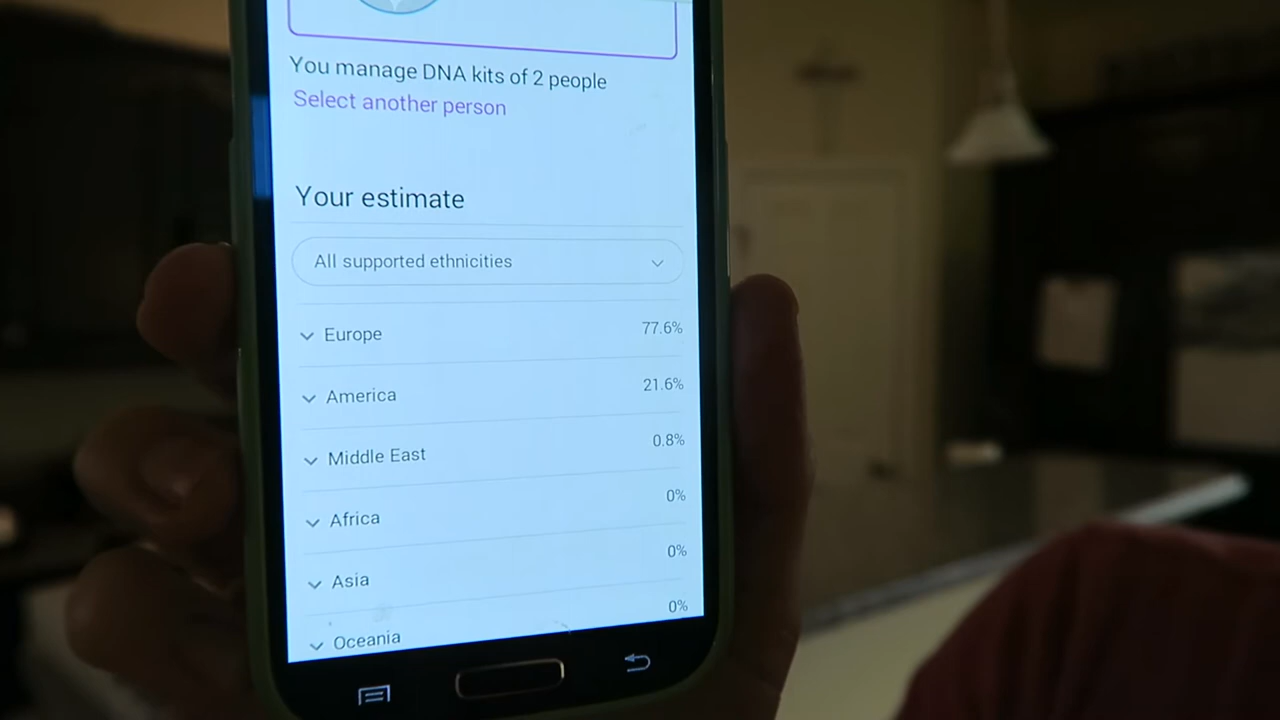 You manage DNA kits of 2 people
Select another person
Your estimate
All supported ethnicities
Europe 77.6%
America 21.6%
Middle East 0.8%
Africa 0%
Asia 0%
Oceania 0%